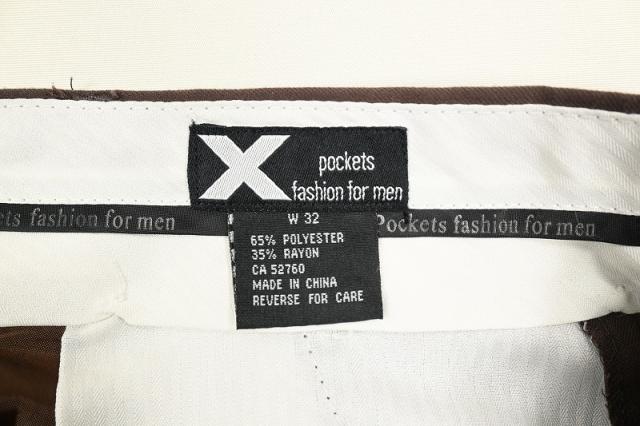 X pockets
fashion for men
W 32
ets fashion for men
Pockets fashion for men
65% POLYESTER
35% RAYON
CA 52760
MADE IN CHINA
REVERSE FOR CARE